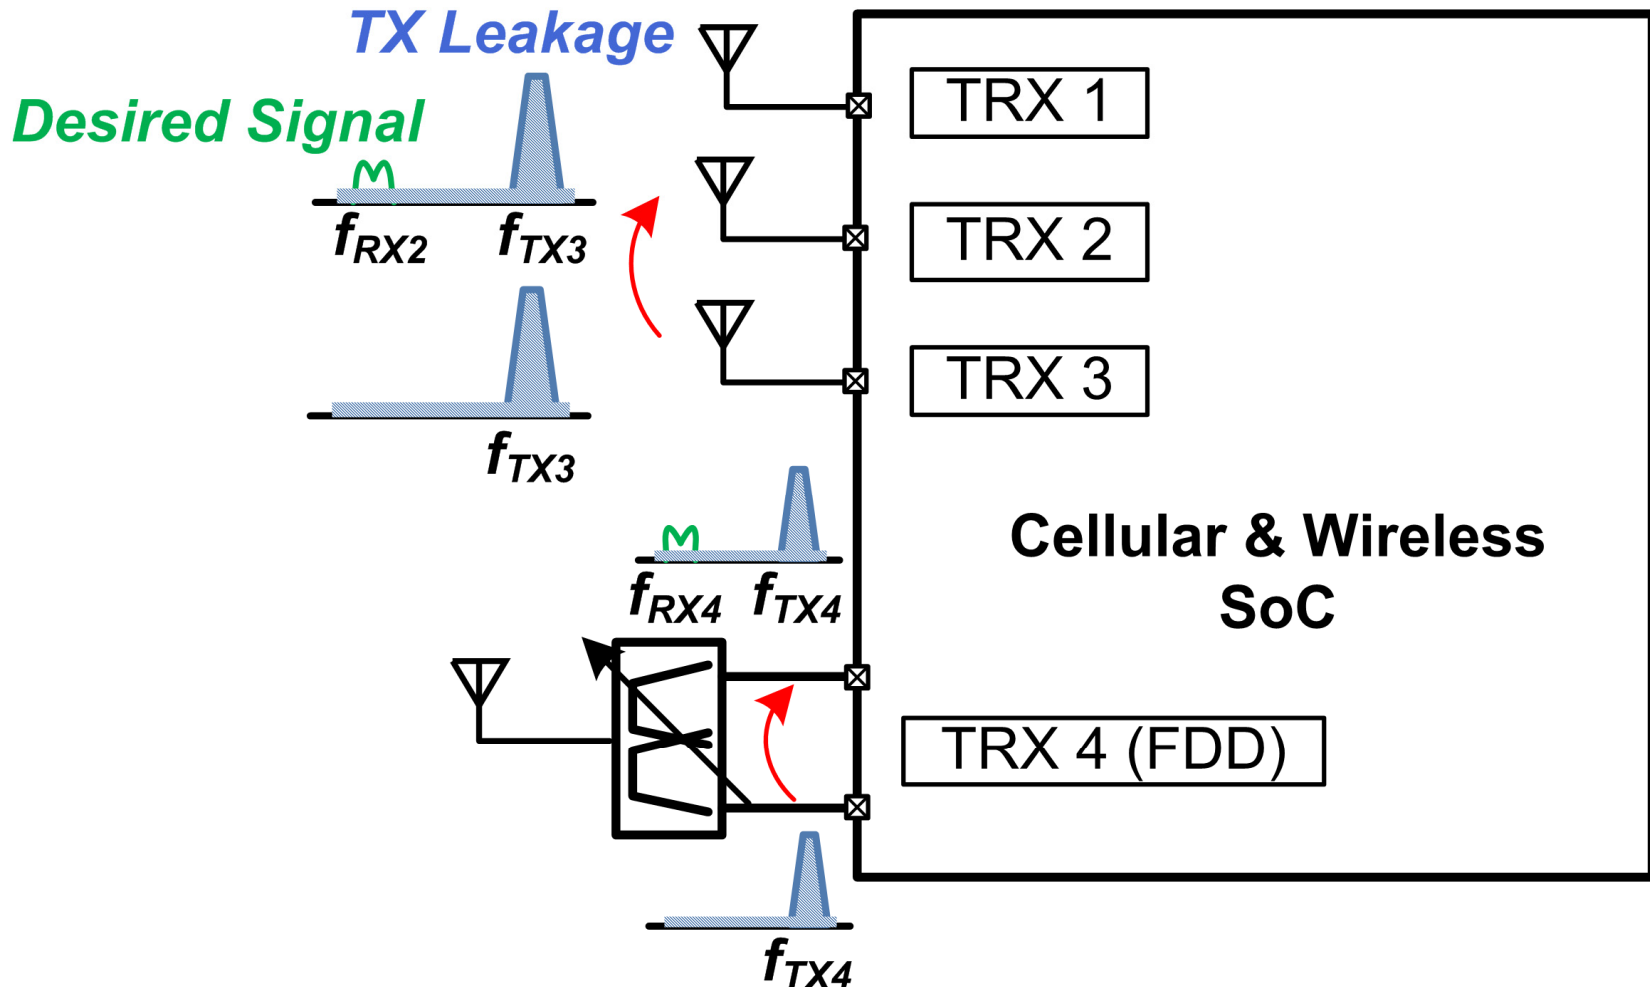 TX Leakage
Desired Signal
fRX2 fTX3
fTX3
fRX4 fTX4
fTX4
TRX 1
TRX 2
TRX 3
Cellular & Wireless
SoC
TRX 4 (FDD)